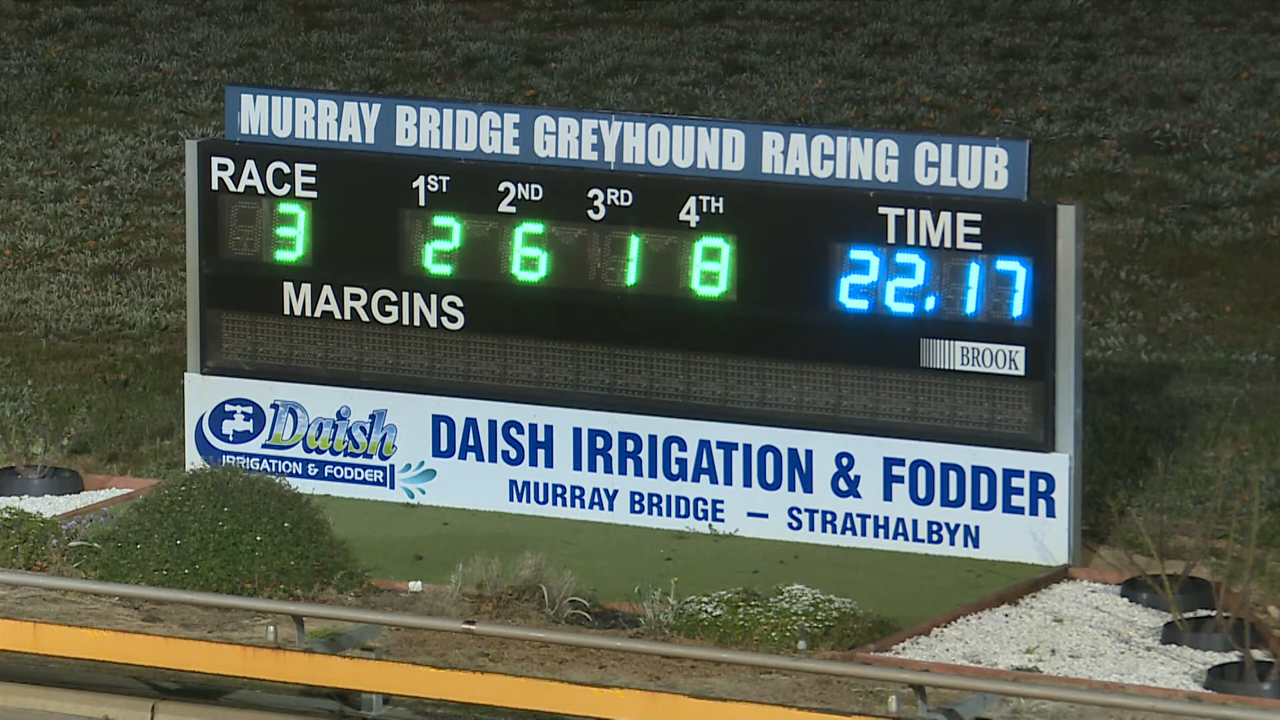 MURRAY BRIDGE GREYHOUND RACING CLUB
RACE 1ST 2ND 3RD 4TH TIME
3 2 6 1 8 22.17
MARGINS
BROOK
Daish
IRRIGATION & FODDER
DAISH IRRIGATION & FODDER
MURRAY BRIDGE – STRATHALBYN